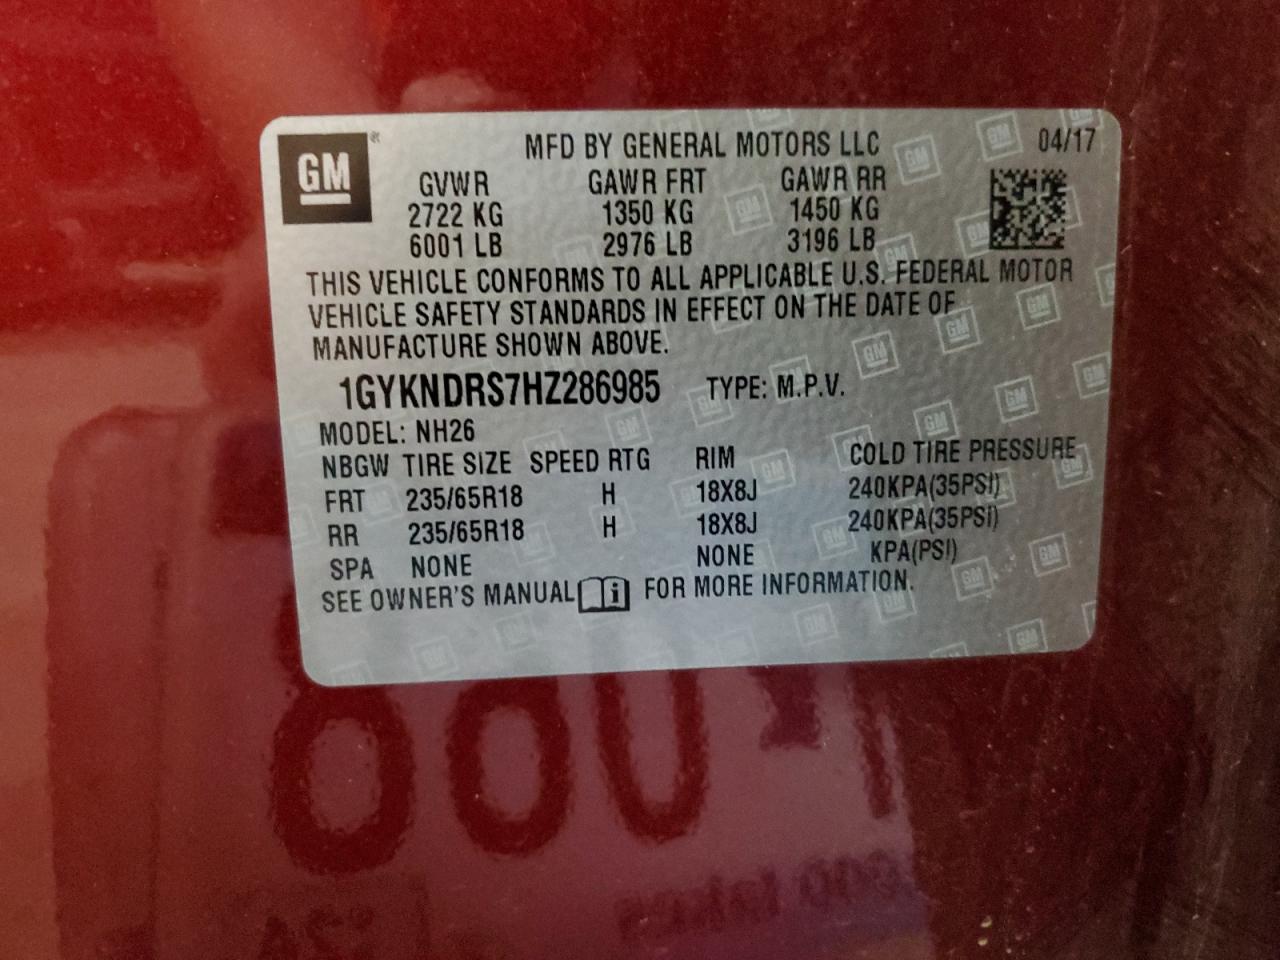 GM
MFD BY GENERAL MOTORS LLC 04/17
GVWR GAWR FRT GAWR RR
2722 KG 1350 KG 1450 KG
6001 LB 2976 LB 3196 LB
THIS VEHICLE CONFORMS TO ALL APPLICABLE U.S. FEDERAL MOTOR
VEHICLE SAFETY STANDARDS IN EFFECT ON THE DATE OF
MANUFACTURE SHOWN ABOVE.
1GYKNDRS7HZ286985 TYPE: M.P.V.
MODEL: NH26
NBGW TIRE SIZE SPEED RTG RIM COLD TIRE PRESSURE
FRT 235/65R18 H 18X8J 240KPA(35PSI)
RR 235/65R18 H 18X8J 240KPA(35PSI)
SPA NONE NONE KPA(PSI)
SEE OWNER'S MANUAL i FOR MORE INFORMATION.